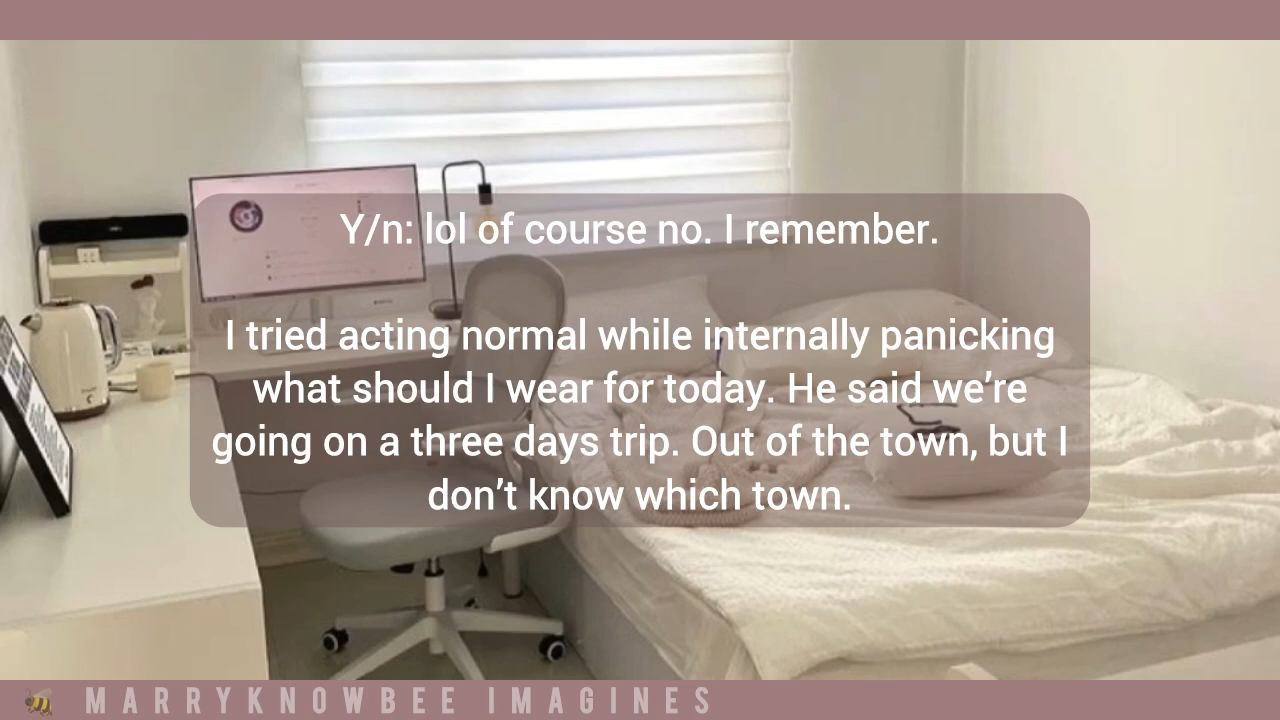 Y/n: lol of course no. I remember.
I tried acting normal while internally panicking
what should I wear for today. He said we’re
going on a three days trip. Out of the town, but I
don’t know which town.
MARRYKNOWBEE IMAGINES